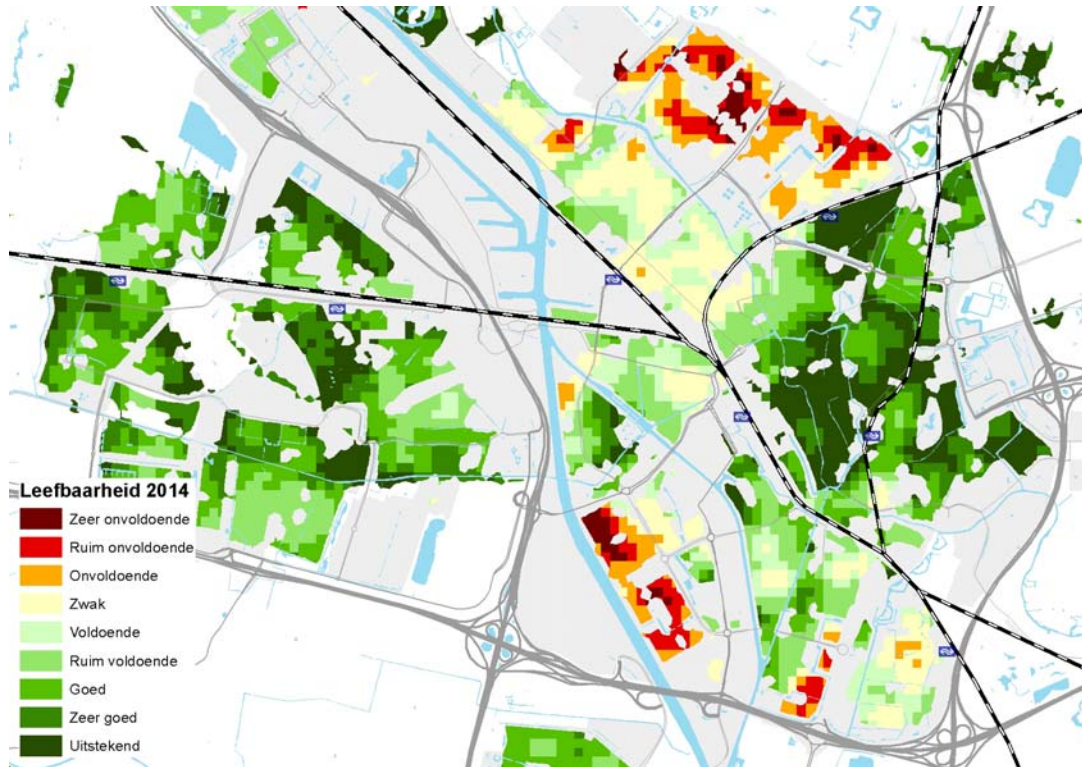 Leefbaarheid 2014
Zeer onvoldoende
Ruim onvoldoende
Onvoldoende
Zwak
Voldoende
Ruim voldoende
Goed
Zeer goed
Uitstekend